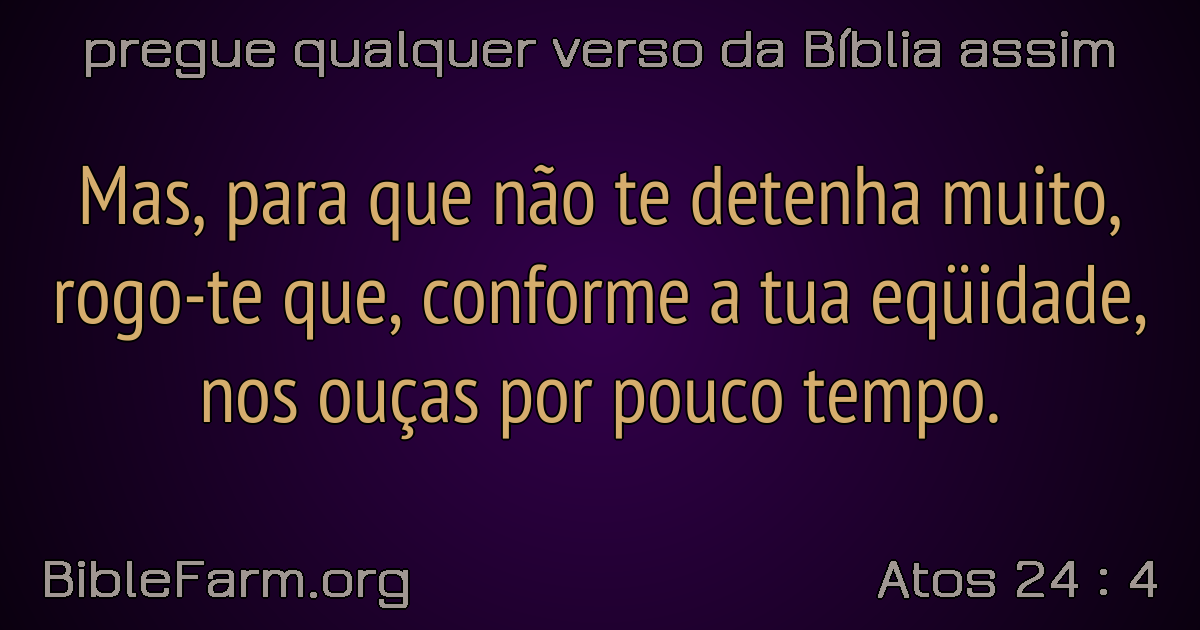 pregue qualquer verso da Bíblia assim
Mas, para que não te detenha muito,
rogo-te que, conforme a tua eqüidade,
nos ouças por pouco tempo.
BibleFarm.org
Atos 24 : 4